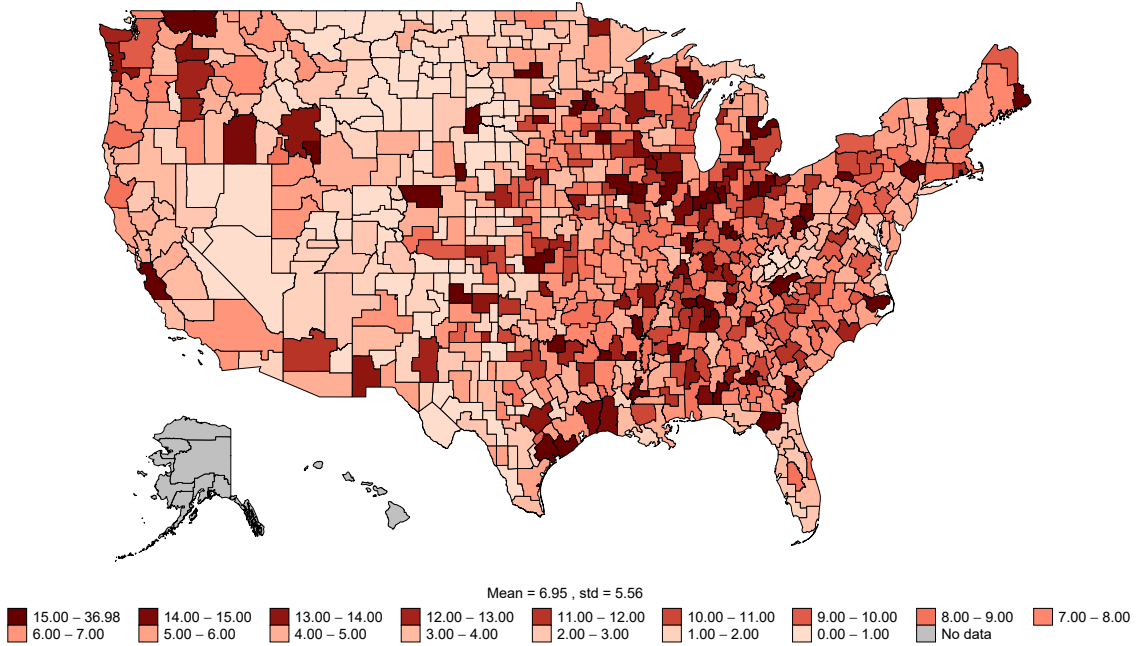 Mean = 6.95 , std = 5.56
15.00 – 36.98 14.00 – 15.00 13.00 – 14.00 12.00 – 13.00 11.00 – 12.00 10.00 – 11.00 9.00 – 10.00 8.00 – 9.00 7.00 – 8.00
6.00 – 7.00 5.00 – 6.00 4.00 – 5.00 3.00 – 4.00 2.00 – 3.00 1.00 – 2.00 0.00 – 1.00 No data